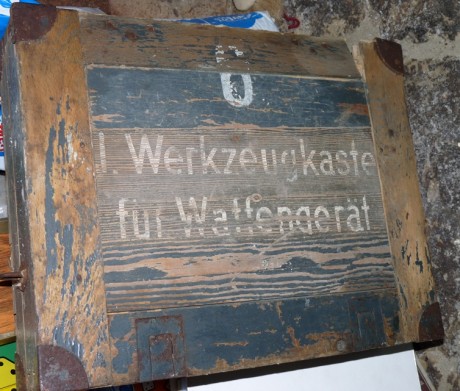 6
l. Werkzeugkaste
für Waffengerät